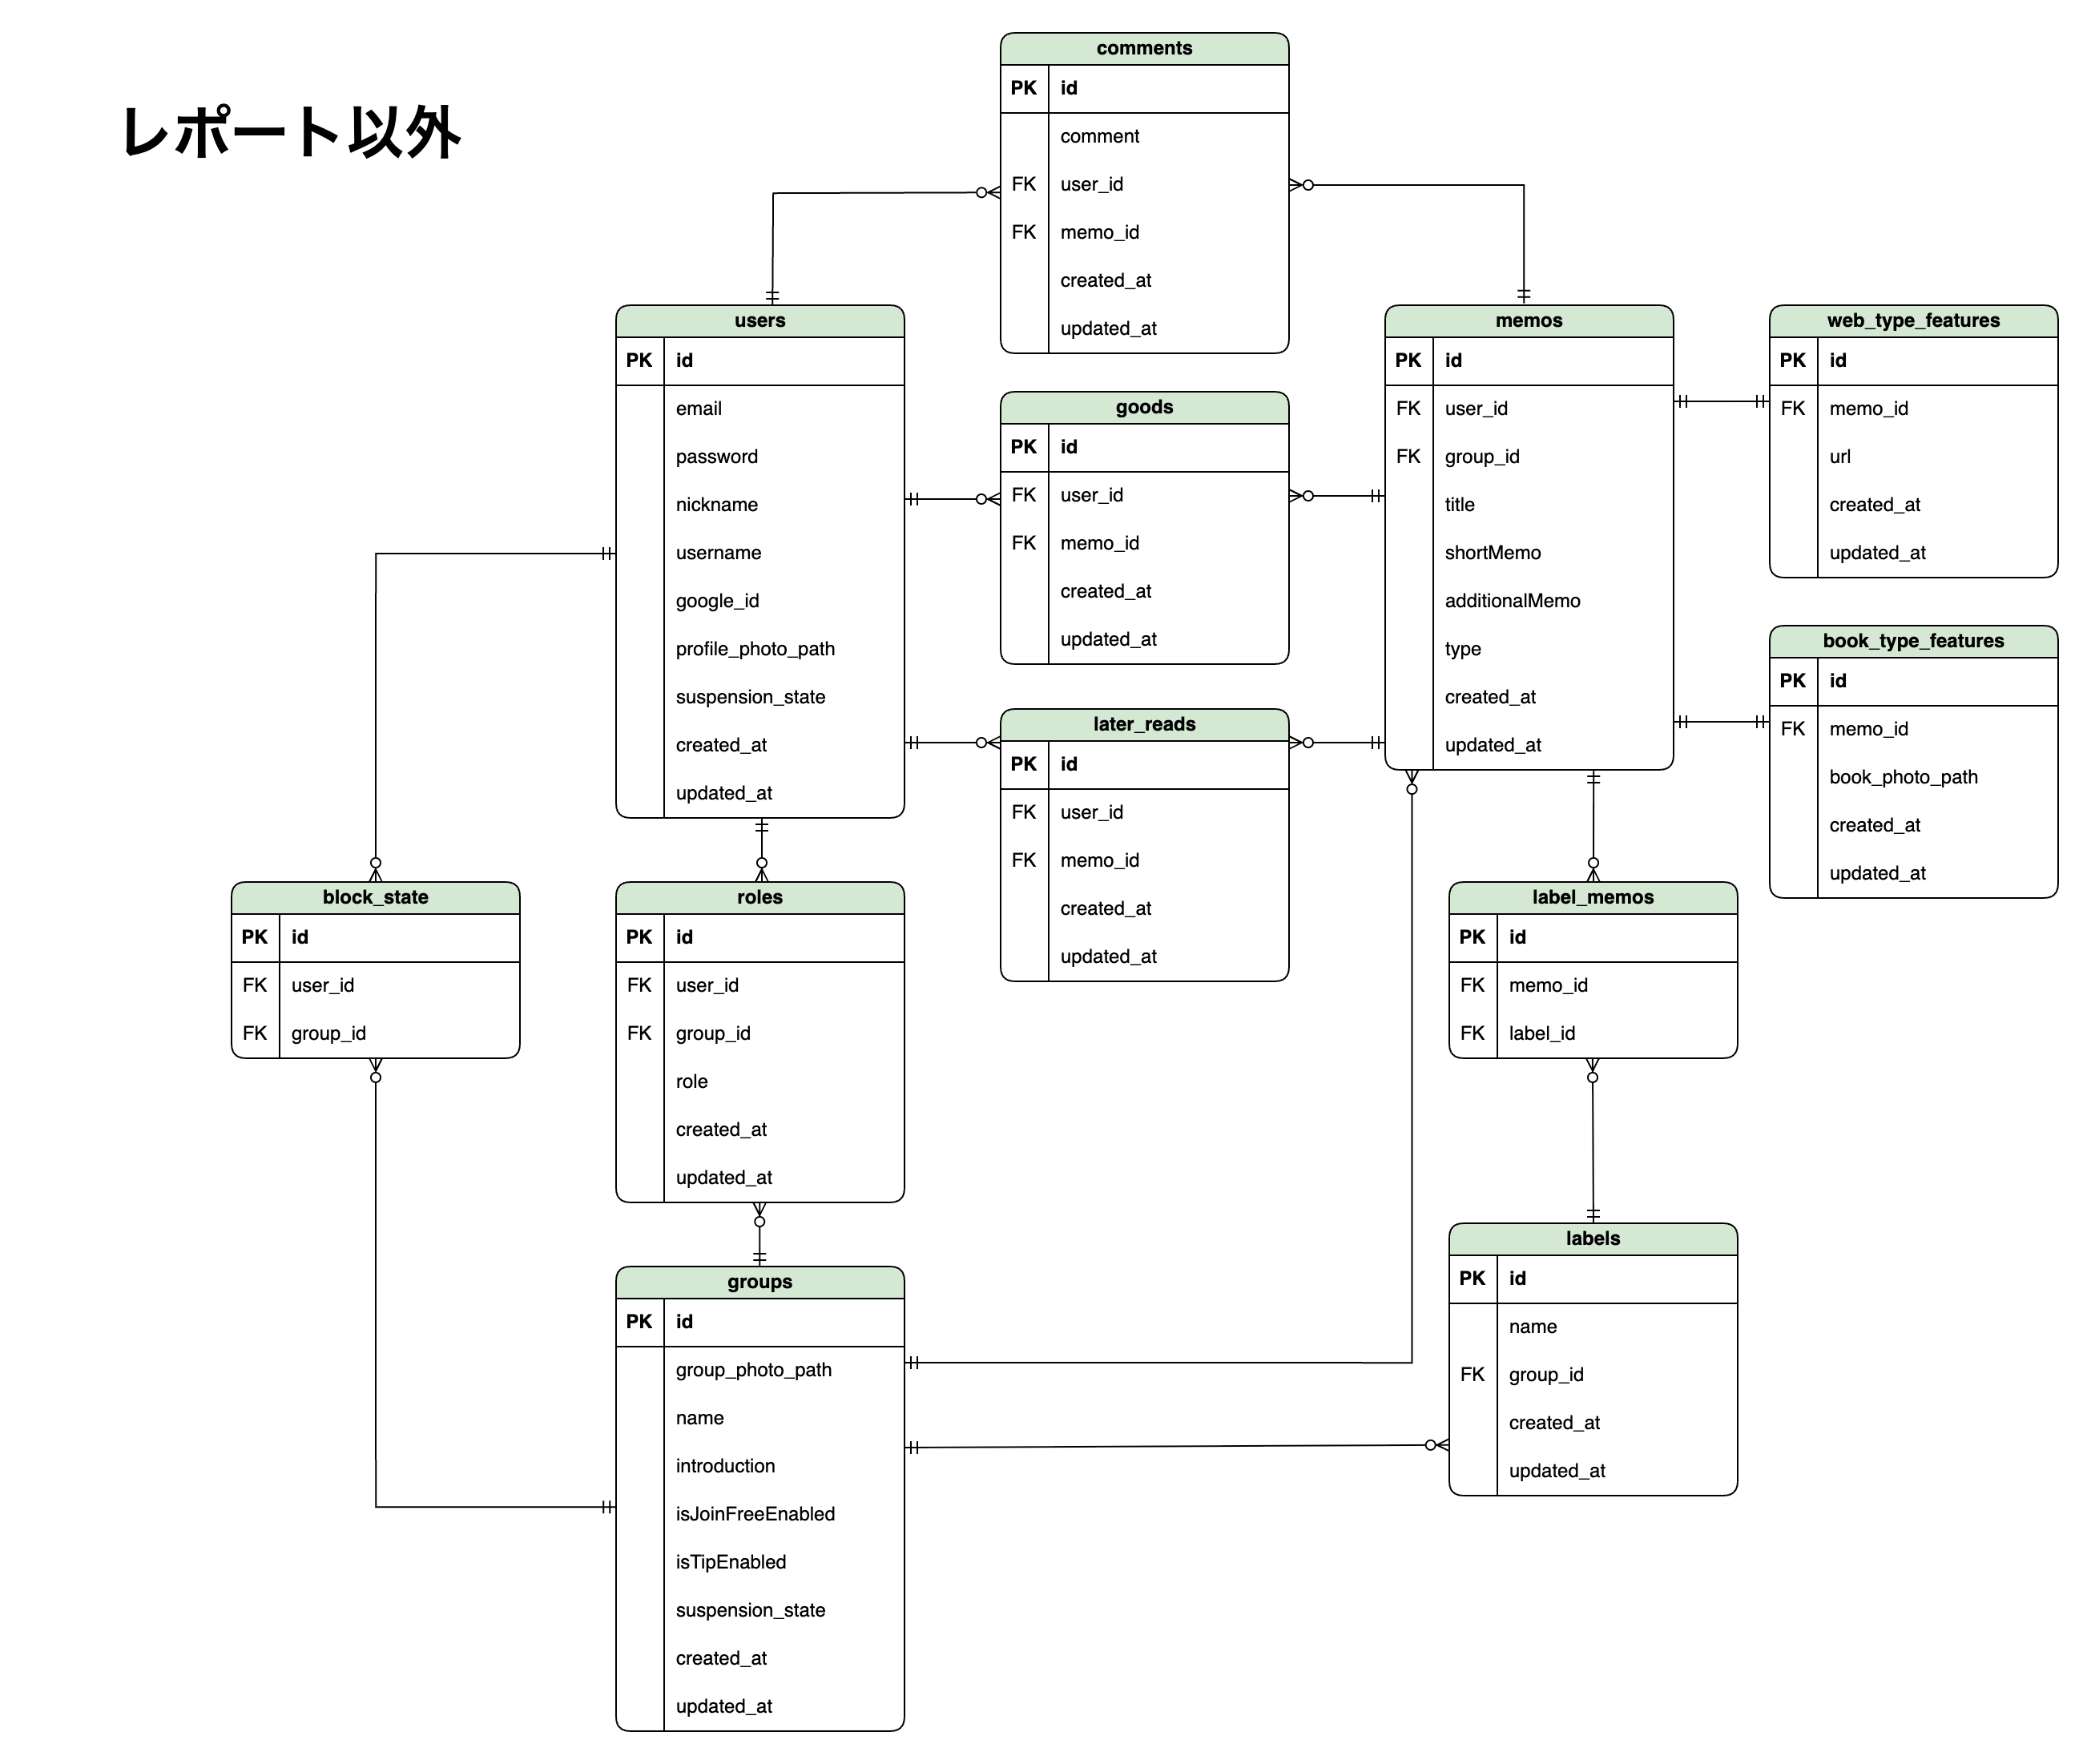 レポート以外
comments
PK id
comment
FK user_id
FK memo_id
created_at
updated_at
users
PK id
email
password
nickname
username
google_id
profile_photo_path
suspension_state
created_at
updated_at
goods
PK id
FK user_id
FK memo_id
created_at
updated_at
memos
PK id
FK user_id
FK group_id
title
shortMemo
additionalMemo
type
created_at
updated_at
web_type_features
PK id
FK memo_id
url
created_at
updated_at
book_type_features
PK id
FK memo_id
book_photo_path
created_at
updated_at
later_reads
PK id
FK user_id
FK memo_id
created_at
updated_at
block_state
PK id
FK user_id
FK group_id
roles
PK id
FK user_id
FK group_id
role
created_at
updated_at
label_memos
PK id
FK memo_id
FK label_id
groups
PK id
group_photo_path
name
introduction
isJoinFreeEnabled
isTipEnabled
suspension_state
created_at
updated_at
labels
PK id
name
FK group_id
created_at
updated_at